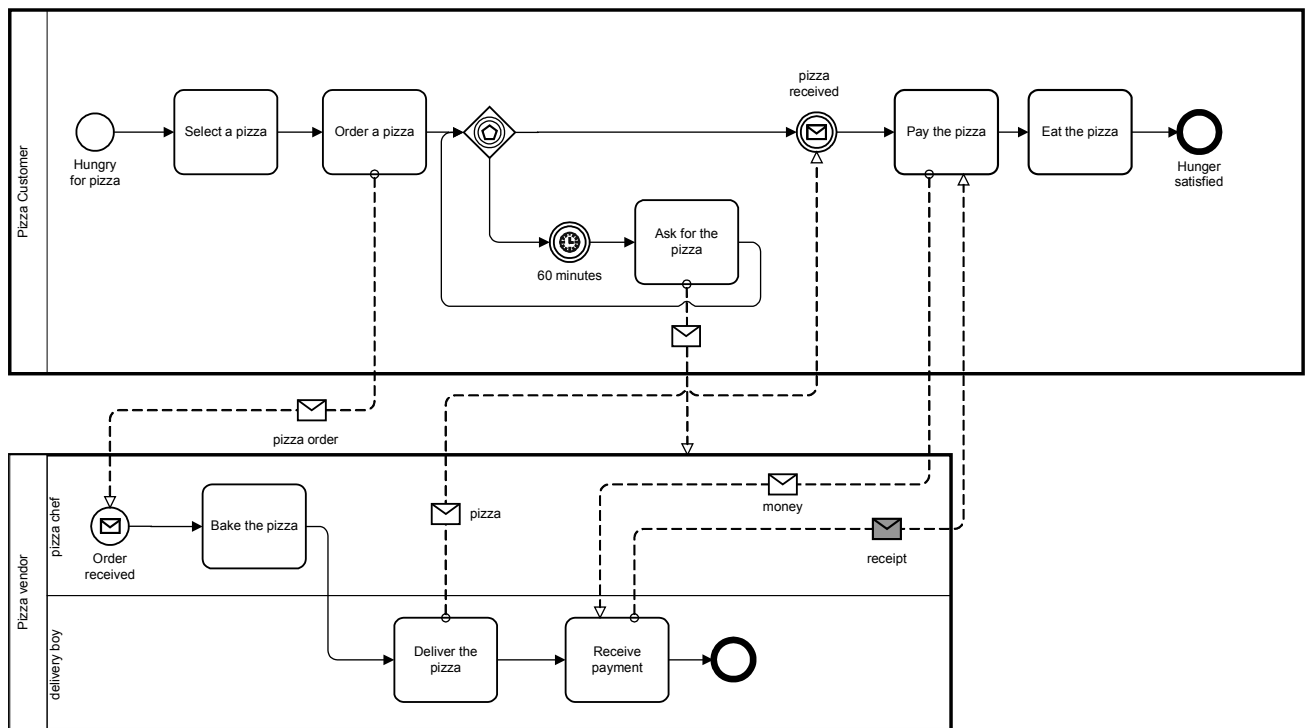 Pizza Customer
Hungry
for pizza
Select a pizza
Order a pizza
60 minutes
Ask for the
pizza
pizza
received
Pay the pizza
Eat the pizza
Hunger
satisfied
pizza order
Pizza vendor
pizza chef
Order
received
Bake the pizza
pizza
money
receipt
delivery boy
Deliver the
pizza
Receive
payment